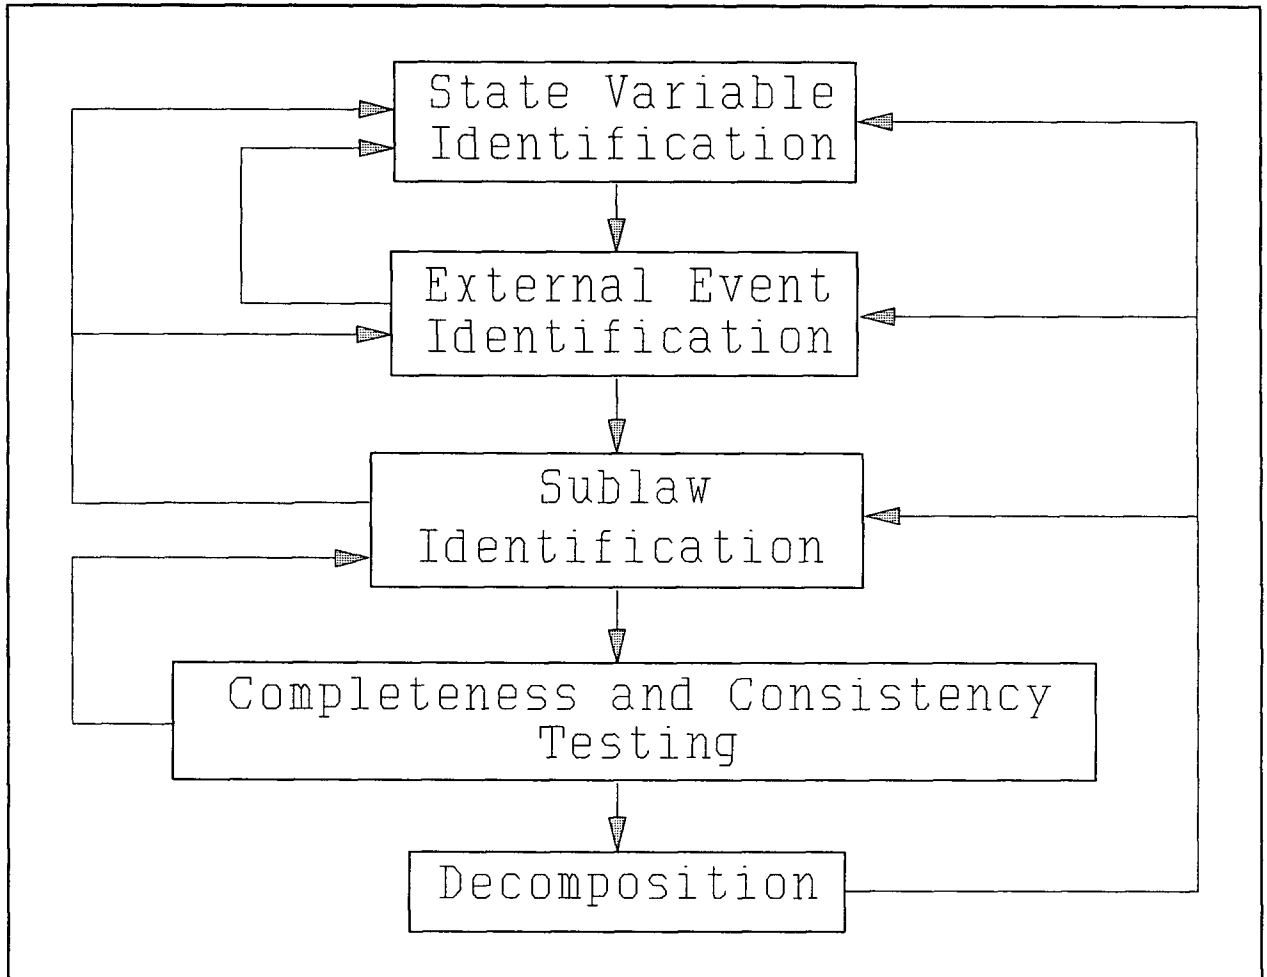 State Variable
Identification
External Event
Identification
Sublaw
Identification
Completeness and Consistency
Testing
Decomposition